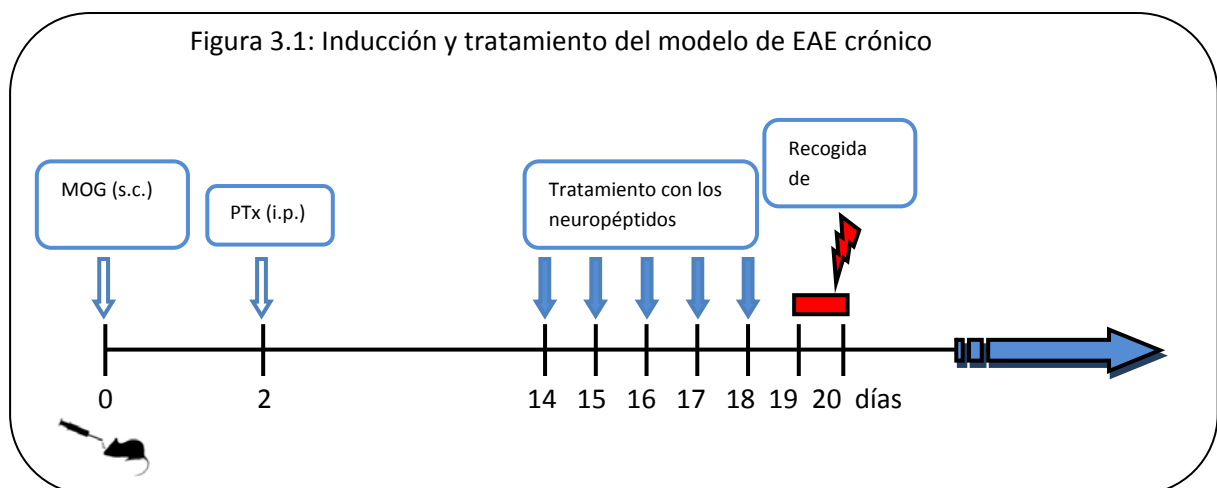 Figura 3.1: Inducción y tratamiento del modelo de EAE crónico
MOG (s.c.)
PTx (i.p.)
Tratamiento con los
neuropéptidos
Recogida
de
0 2 14 15 16 17 18 19 20 días